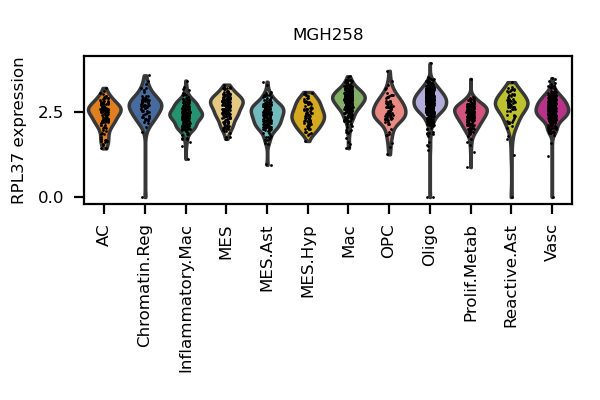 MGH258
RPL37 expression
2.5
0.0
AC
Chromatin.Reg
Inflammatory.Mac
MES
MES.Ast
MES.Hyp
Mac
OPC
Oligo
Prolif.Metab
Reactive.Ast
Vasc